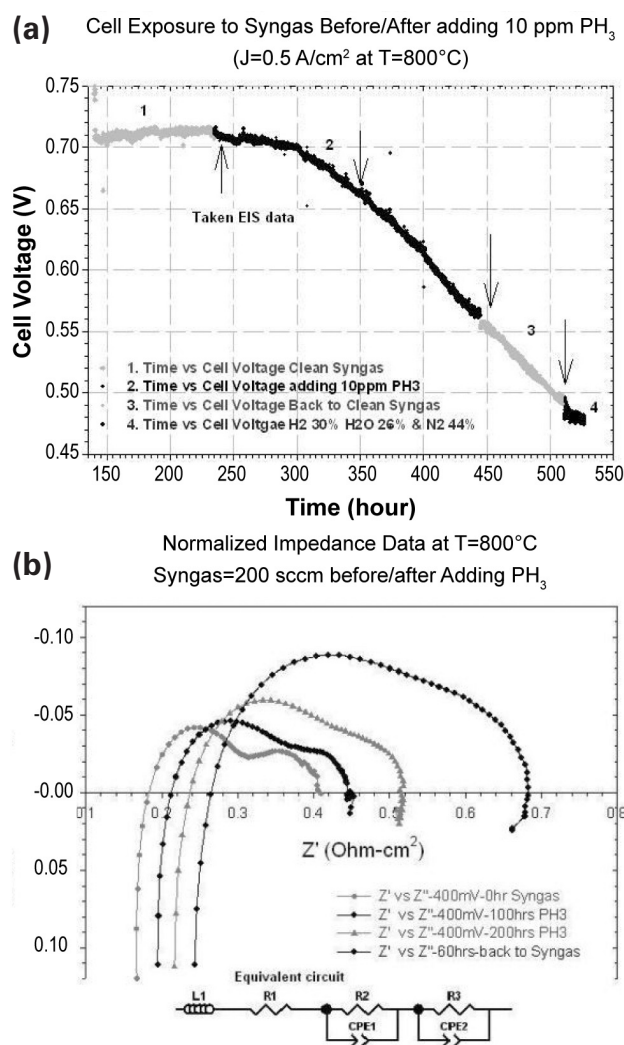 (a)
Cell Exposure to Syngas Before/After adding 10 ppm PH3
(J=0.5 A/cm² at T=800°C)
0.75
0.70
0.65
0.60
0.55
0.50
0.45
Cell Voltage (V)
1
2
3
4
Taken EIS data
1. Time vs Cell Voltage Clean Syngas
2. Time vs Cell Voltage adding 10ppm PH3
3. Time vs Cell Voltage Back to Clean Syngas
4. Time vs Cell Voltgae H2 30% H2O 26% & N2 44%
150 200 250 300 350 400 450 500 550
Time (hour)
(b)
Normalized Impedance Data at T=800°C
Syngas=200 sccm before/after Adding PH3
-0.10
-0.05
-0.00
0.05
0.10
0.1 0.2 0.3 0.4 0.5 0.6 0.7 0.8
Z' (Ohm-cm²)
Z' vs Z"-400mV-0hr Syngas
Z' vs Z"-400mV-100hrs PH3
Z' vs Z"-400mV-200hrs PH3
Z' vs Z"-60hrs-back to Syngas
Equivalent circuit
L1 R1 R2 R3
CPE1 CPE2